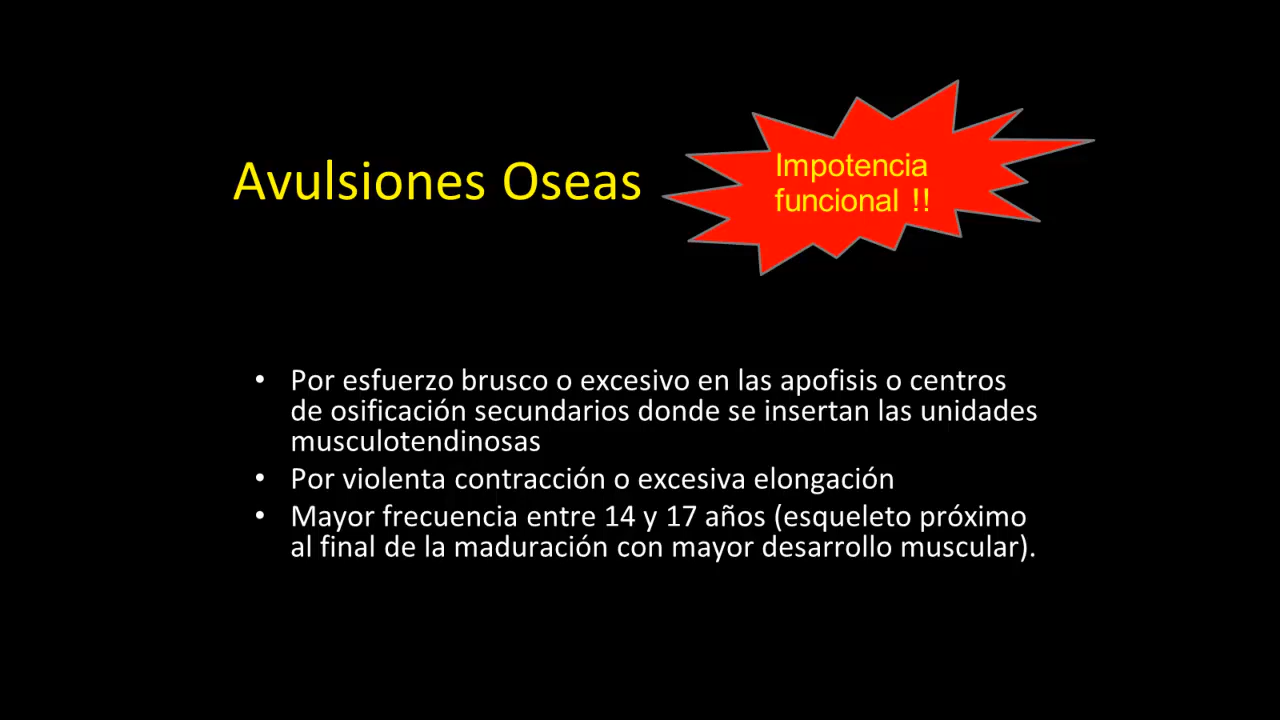 Avulsiones Oseas
Impotencia
funcional !!
• Por esfuerzo brusco o excesivo en las apofisis o centros
de osificación secundarios donde se insertan las unidades
musculotendinosas
• Por violenta contracción o excesiva elongación
• Mayor frecuencia entre 14 y 17 años (esqueleto próximo
al final de la maduración con mayor desarrollo muscular).